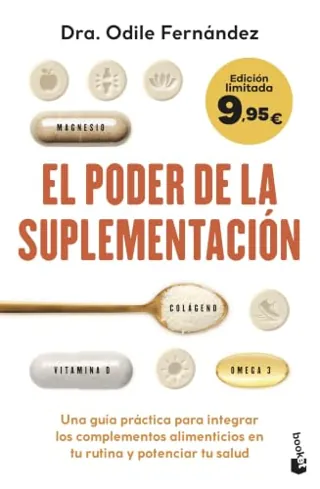 Dra. Odile Fernández
Edición
limitada
9,95€
MAGNESIO
EL PODER DE LA
SUPLEMENTACIÓN
COLÁGENO
VITAMINA D
OMEGA 3
Una guía práctica para integrar
los complementos alimenticios en
tu rutina y potenciar tu salud
booket